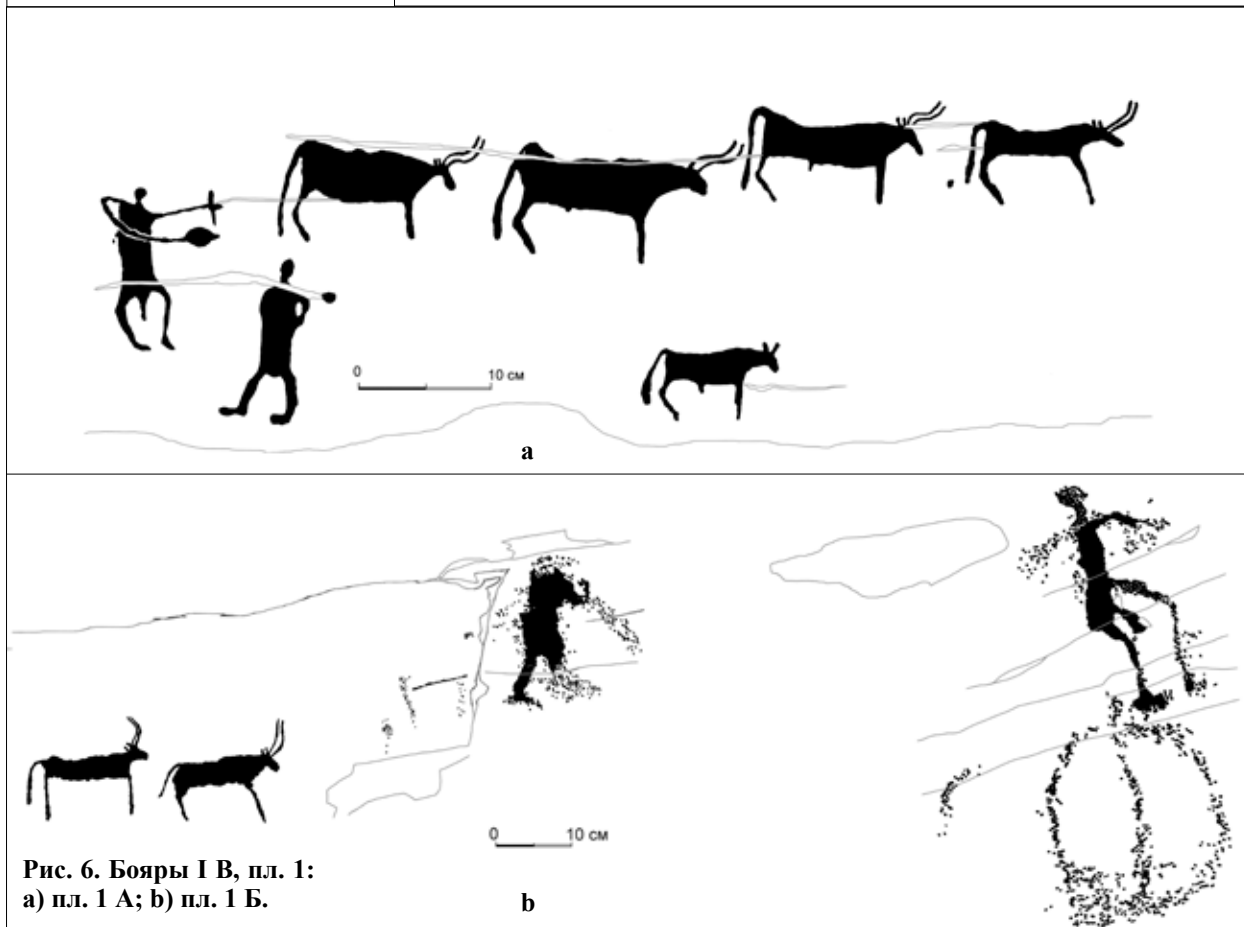 0 10 см
a
0 10 см
Рис. 6. Бояры I В, пл. 1:
а) пл. 1 А; b) пл. 1 Б.
b